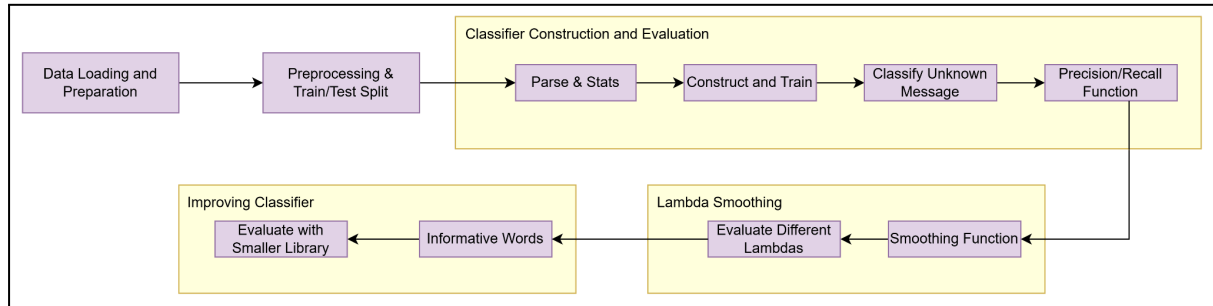 Classifier Construction and Evaluation
Data Loading and
Preparation
Preprocessing &
Train/Test Split
Parse & Stats
Construct and Train
Classify Unknown
Message
Precision/Recall
Function
Improving Classifier
Evaluate with
Smaller Library
Informative Words
Lambda Smoothing
Evaluate Different
Lambdas
Smoothing Function